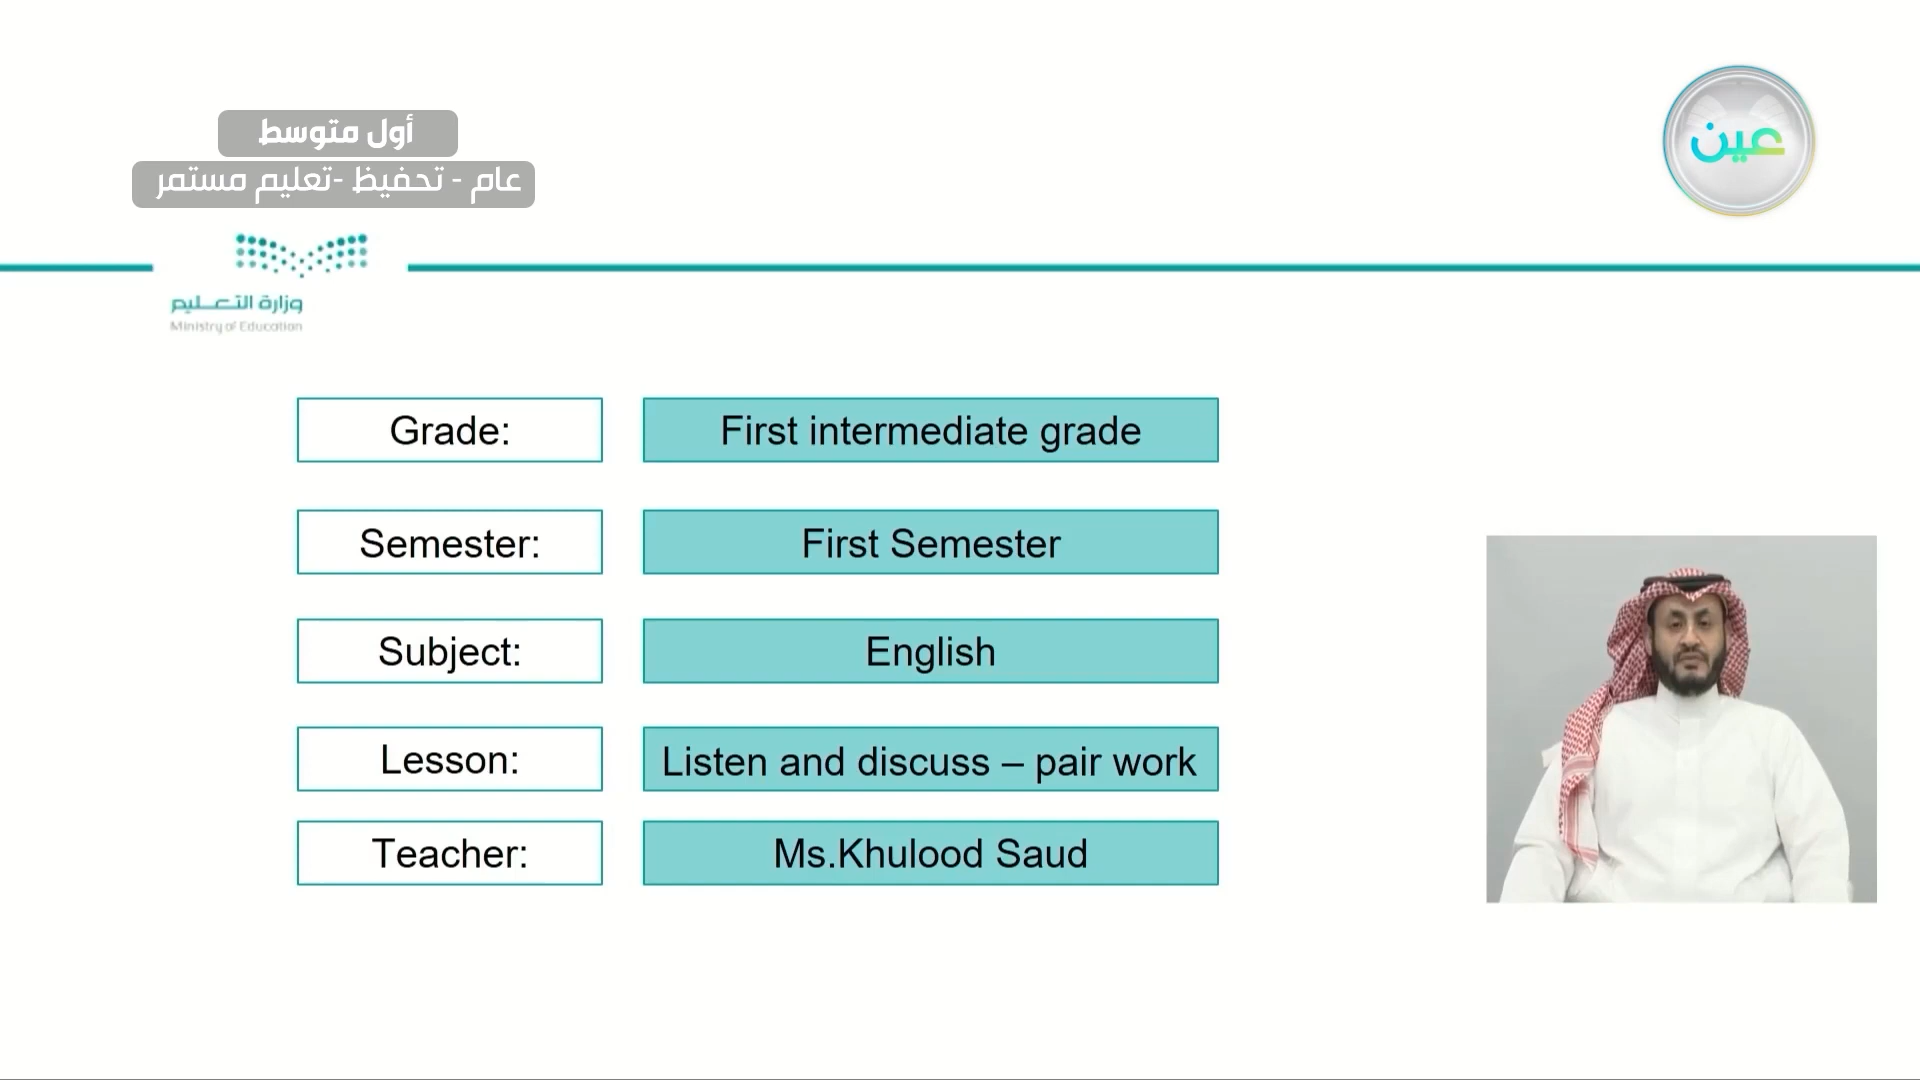 أول متوسط
عام - تحفيظ -تعليم مستمر
عين
وزارة التعليم
Ministry of Education
Grade: First intermediate grade
Semester: First Semester
Subject: English
Lesson: Listen and discuss – pair work
Teacher: Ms.Khulood Saud